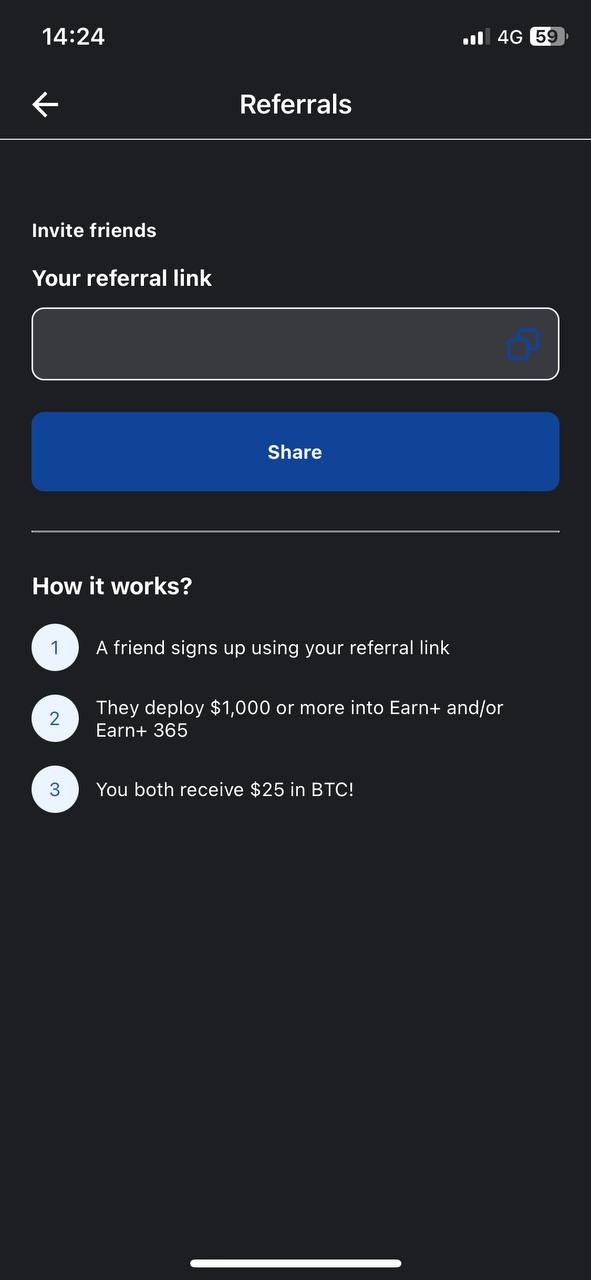 14:24
4G 59
Referrals
Invite friends
Your referral link
Share
How it works?
1 A friend signs up using your referral link
2 They deploy $1,000 or more into Earn+ and/or
Earn+ 365
3 You both receive $25 in BTC!